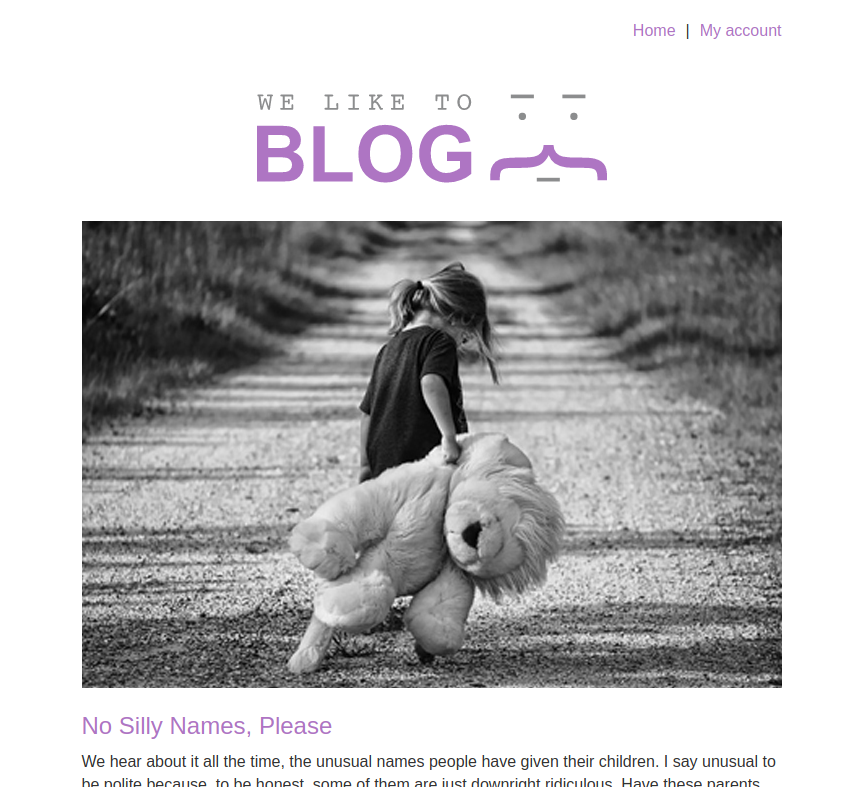 Home | My account
WE LIKE TO
BLOG
No Silly Names, Please
We hear about it all the time, the unusual names people have given their children. I say unusual to
be polite because, to be honest, some of them are just downright ridiculous. Have these parents